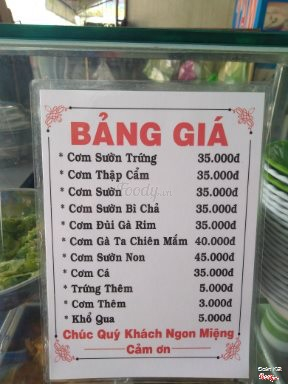 BẢNG GIÁ
* Cơm Sườn Trứng 35.000đ
* Cơm Thập Cẩm 35.000đ
* Cơm Sườn 35.000đ
* Cơm Sườn Bì Chả 35.000đ
* Cơm Đùi Gà Rim 35.000đ
* Cơm Gà Ta Chiên Mắm 40.000đ
* Cơm Sườn Non 45.000đ
* Cơm Cá 35.000đ
* Trứng Thêm 5.000đ
* Cơm Thêm 3.000đ
* Khổ Qua 5.000đ
Chúc Quý Khách Ngon Miệng
Cảm ơn
Foody.vn